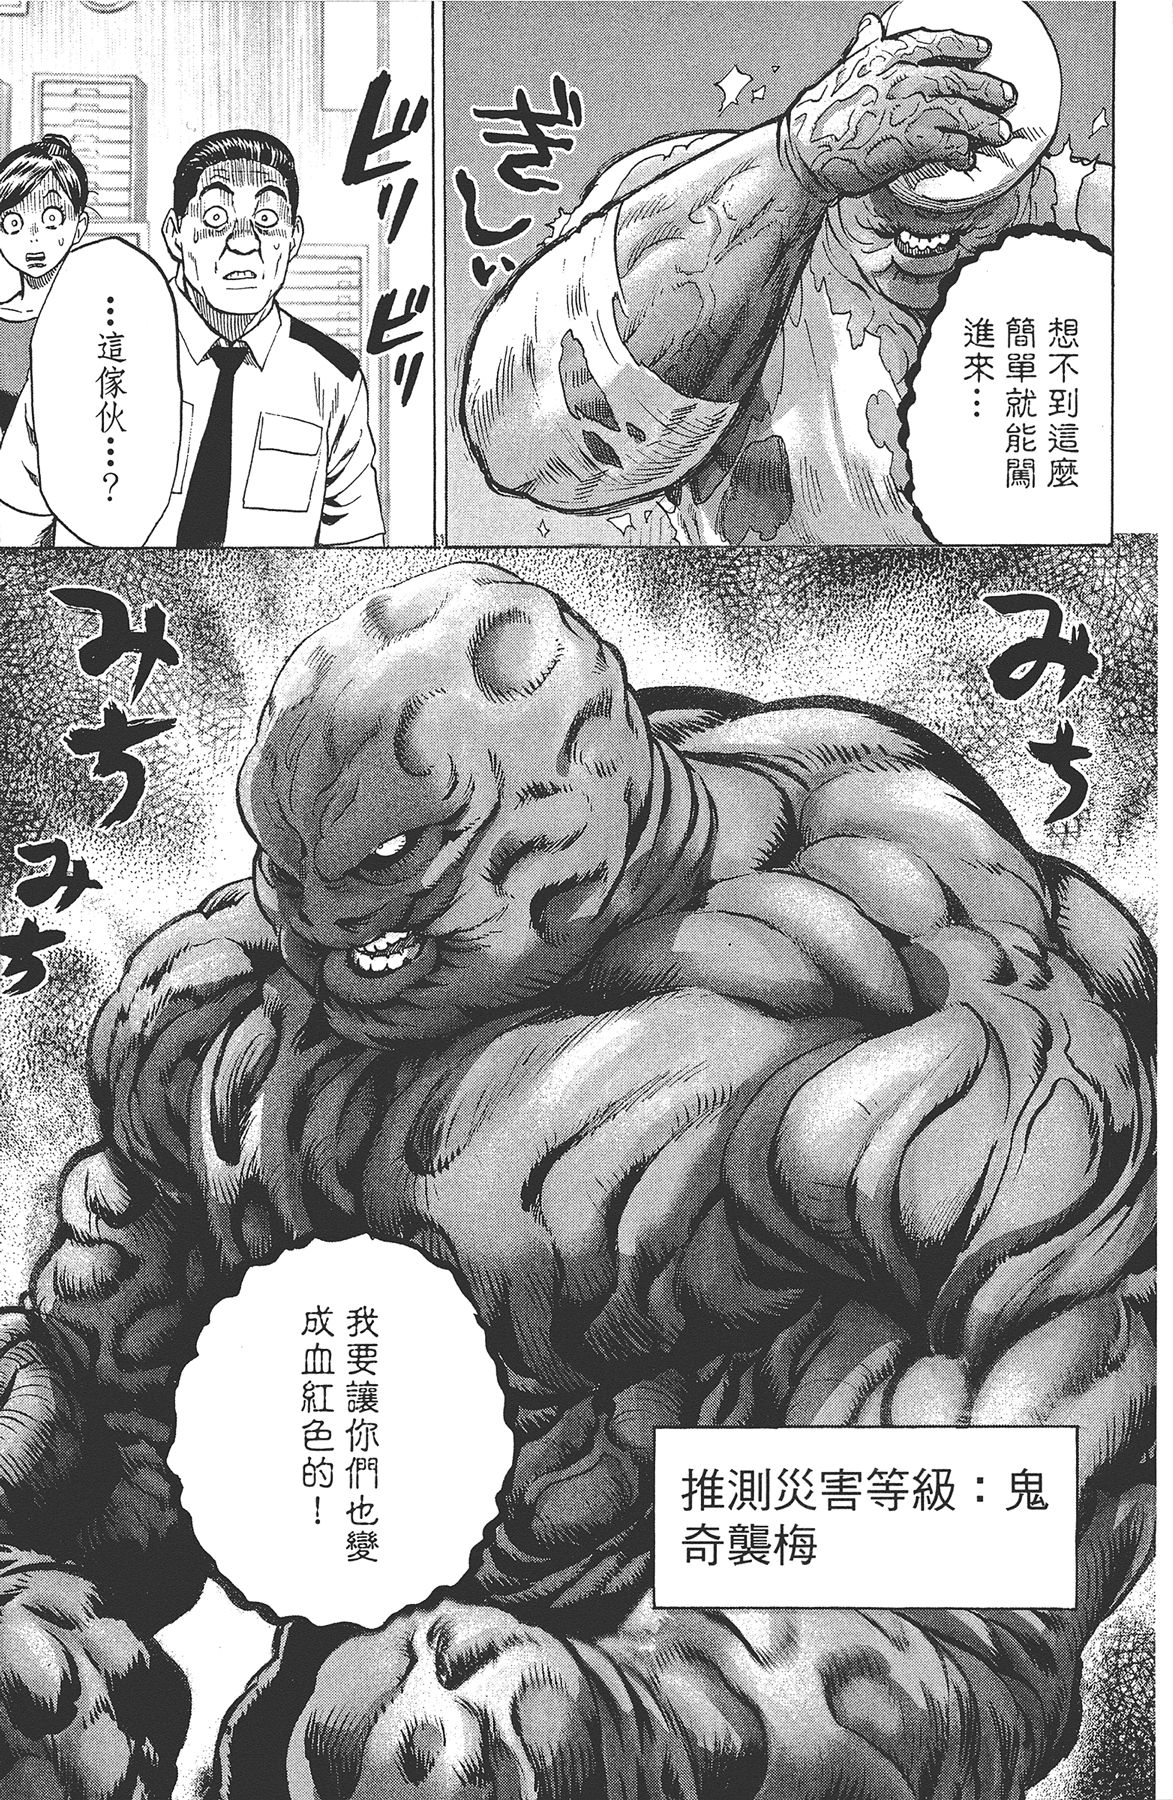 想不到這麼
簡單就能闖
進來…
ぎ
し
ぃ
ビリ
ビリ
…這傢伙…？
みち
みち
みち
我要讓你們也變
成血紅色的！
推測災害等級：鬼
奇襲梅